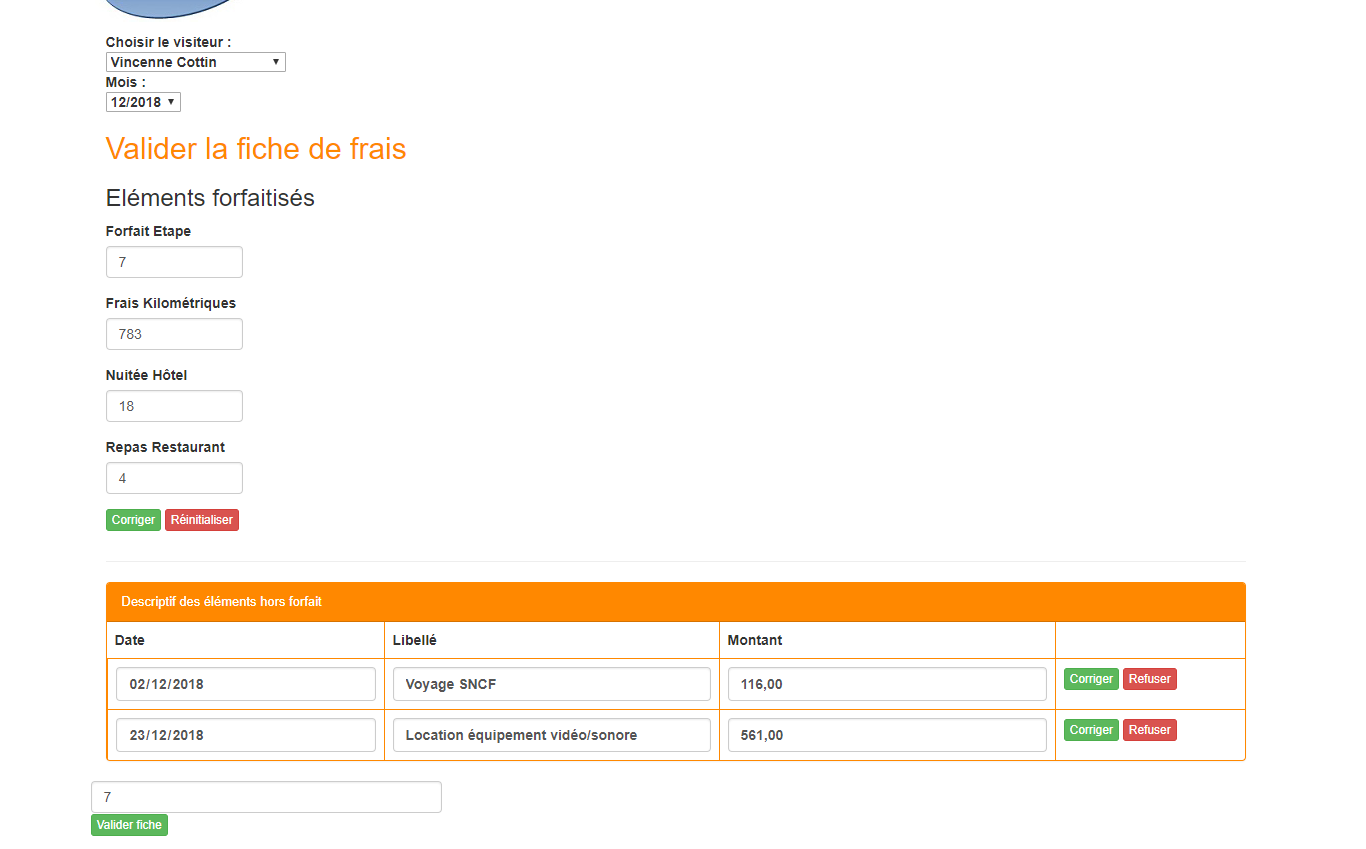 Choisir le visiteur :
Vincenne Cottin
Mois :
12/2018
Valider la fiche de frais
Eléments forfaitisés
Forfait Etape
7
Frais Kilométriques
783
Nuitée Hôtel
18
Repas Restaurant
4
Corriger Réinitialiser
Descriptif des éléments hors forfait
Date Libellé Montant
02/12/2018 Voyage SNCF 116,00 Corriger Refuser
23/12/2018 Location équipement vidéo/sonore 561,00 Corriger Refuser
7
Valider fiche